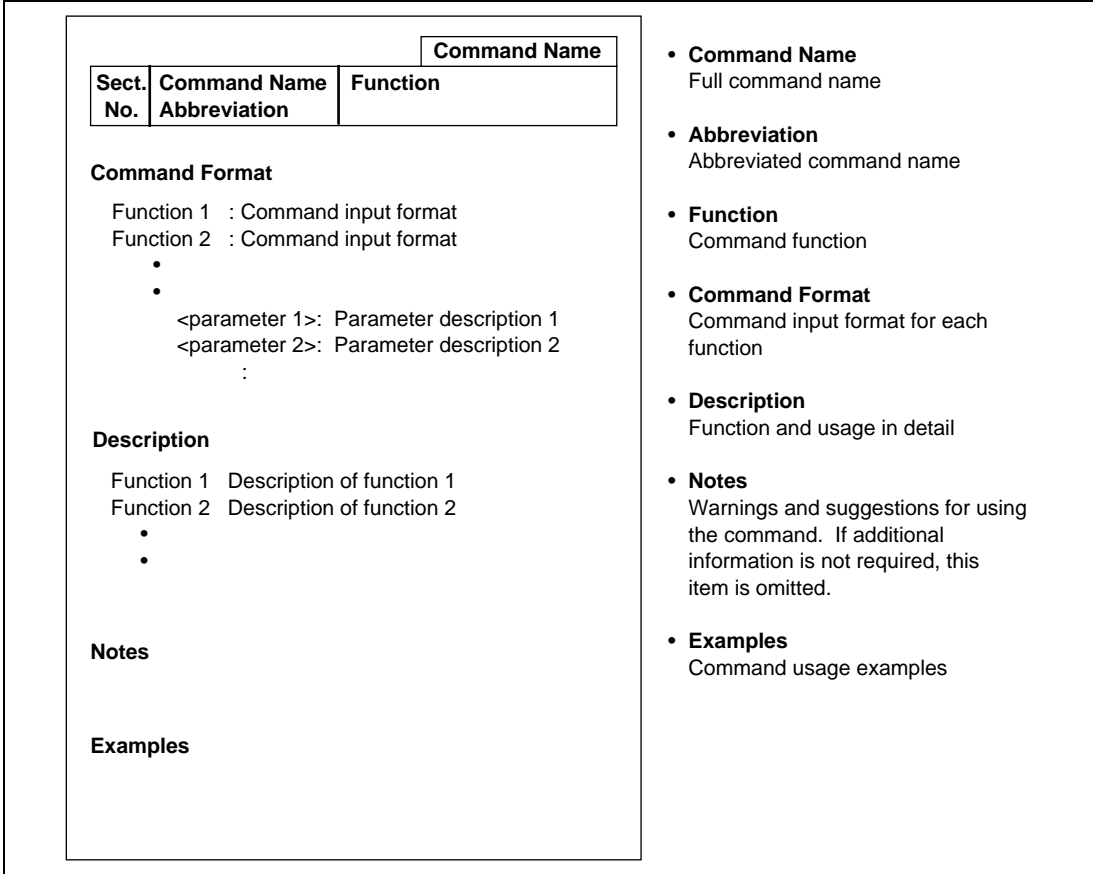 Command Name
Sect. Command Name Function
No. Abbreviation
Command Format
Function 1 : Command input format
Function 2 : Command input format
•
•
<parameter 1>: Parameter description 1
<parameter 2>: Parameter description 2
:
Description
Function 1 Description of function 1
Function 2 Description of function 2
•
•
Notes
Examples
• Command Name
Full command name
• Abbreviation
Abbreviated command name
• Function
Command function
• Command Format
Command input format for each
function
• Description
Function and usage in detail
• Notes
Warnings and suggestions for using
the command. If additional
information is not required, this
item is omitted.
• Examples
Command usage examples